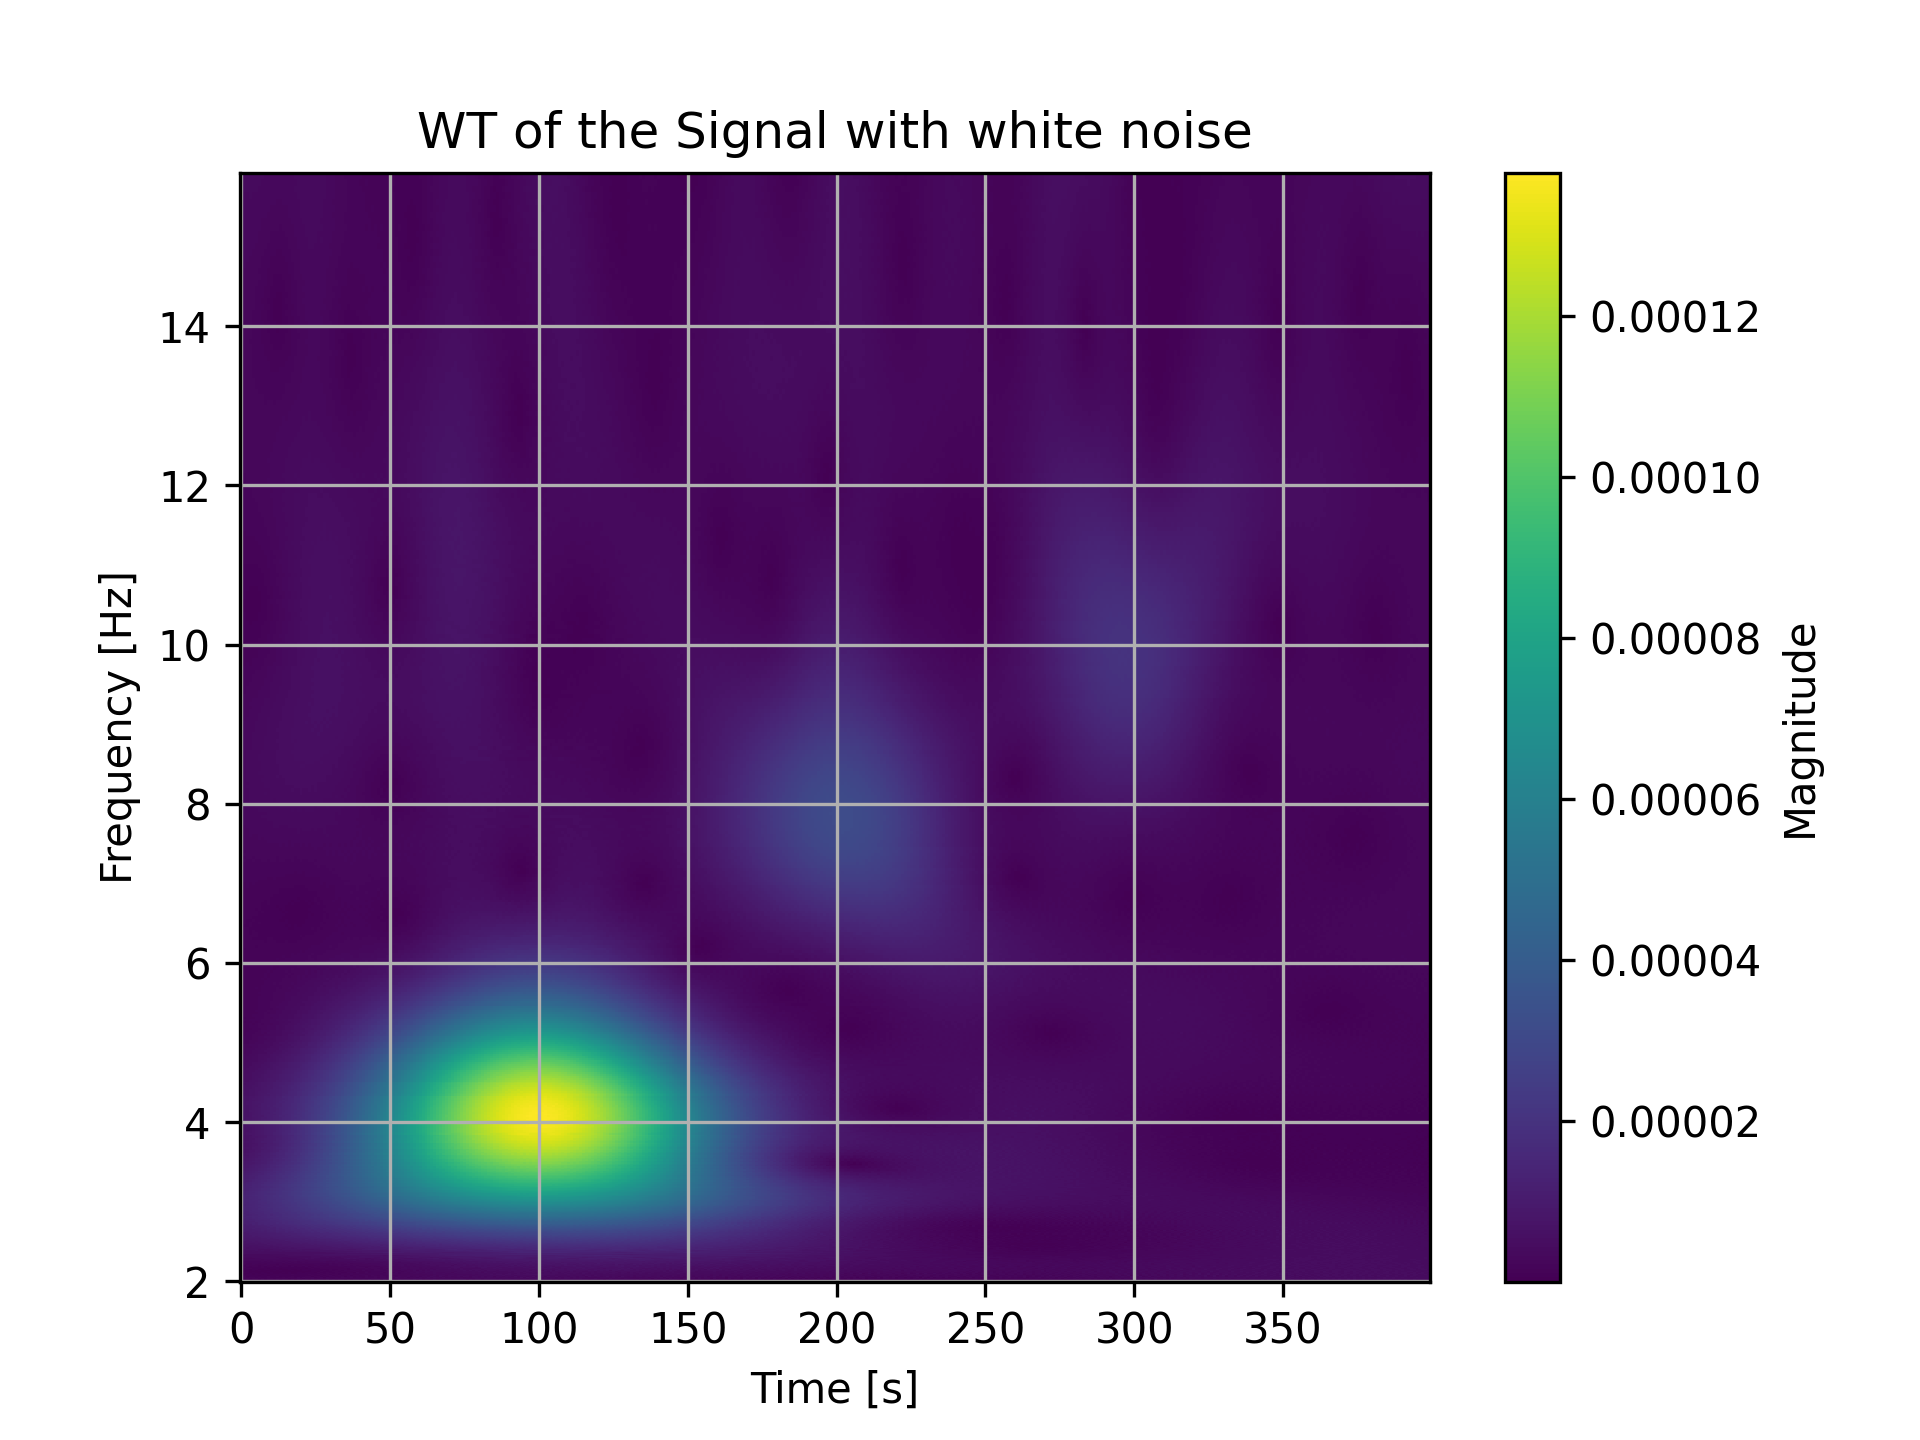 WT of the Signal with white noise
Frequency [Hz]
14
12
10
8
6
4
2
0 50 100 150 200 250 300 350
Time [s]
0.00012
0.00010
0.00008
0.00006
0.00004
0.00002
Magnitude